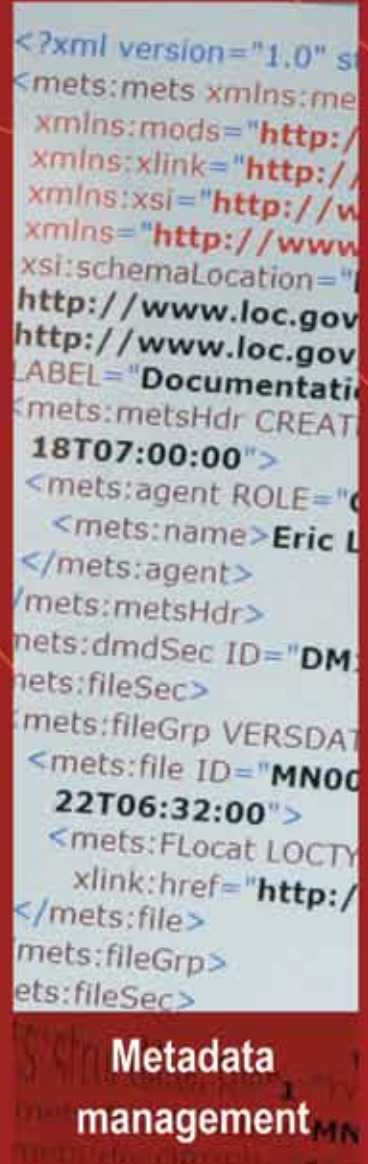 <?xml version="1.0" st
<mets:mets xmlns:me
xmlns:mods="http:/
xmlns:xlink="http:/
xmlns:xsi="http://w
xmlns="http://www
xsi:schemaLocation="
http://www.loc.gov
http://www.loc.gov
LABEL="Documentati
<mets:metsHdr CREAT
18T07:00:00">
<mets:agent ROLE="
<mets:name>Eric L
</mets:agent>
/mets:metsHdr>
mets:dmdSec ID="DM
mets:fileSec>
<mets:fileGrp VERSDAT
<mets:file ID="MN00
22T06:32:00">
<mets:FLocat LOCTY
xlink:href="http:/
</mets:file>
mets:fileGrp>
ets:fileSec>
Metadata
management
MN